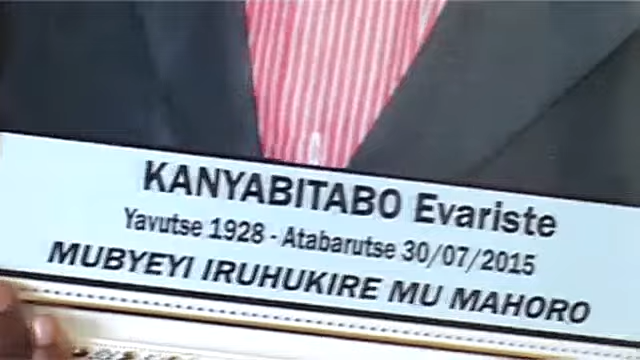 KANYABITABO Evariste
Yavutse 1928 - Atabarutse 30/07/2015
MUBYEYI IRUHUKIRE MU MAHORO